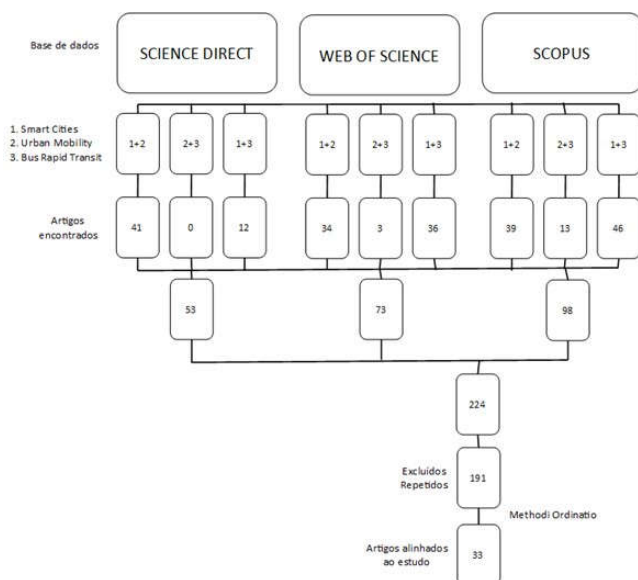 Base de dados
SCIENCE DIRECT
WEB OF SCIENCE
SCOPUS
1. Smart Cities
2. Urban Mobility
3. Bus Rapid Transit
1+2
2+3
1+3
1+2
2+3
1+3
1+2
2+3
1+3
Artigos
encontrados
41
0
12
34
3
36
39
13
46
53
73
98
224
Excluídos
Repetidos
191
Methodi Ordinatio
Artigos alinhados
ao estudo
33